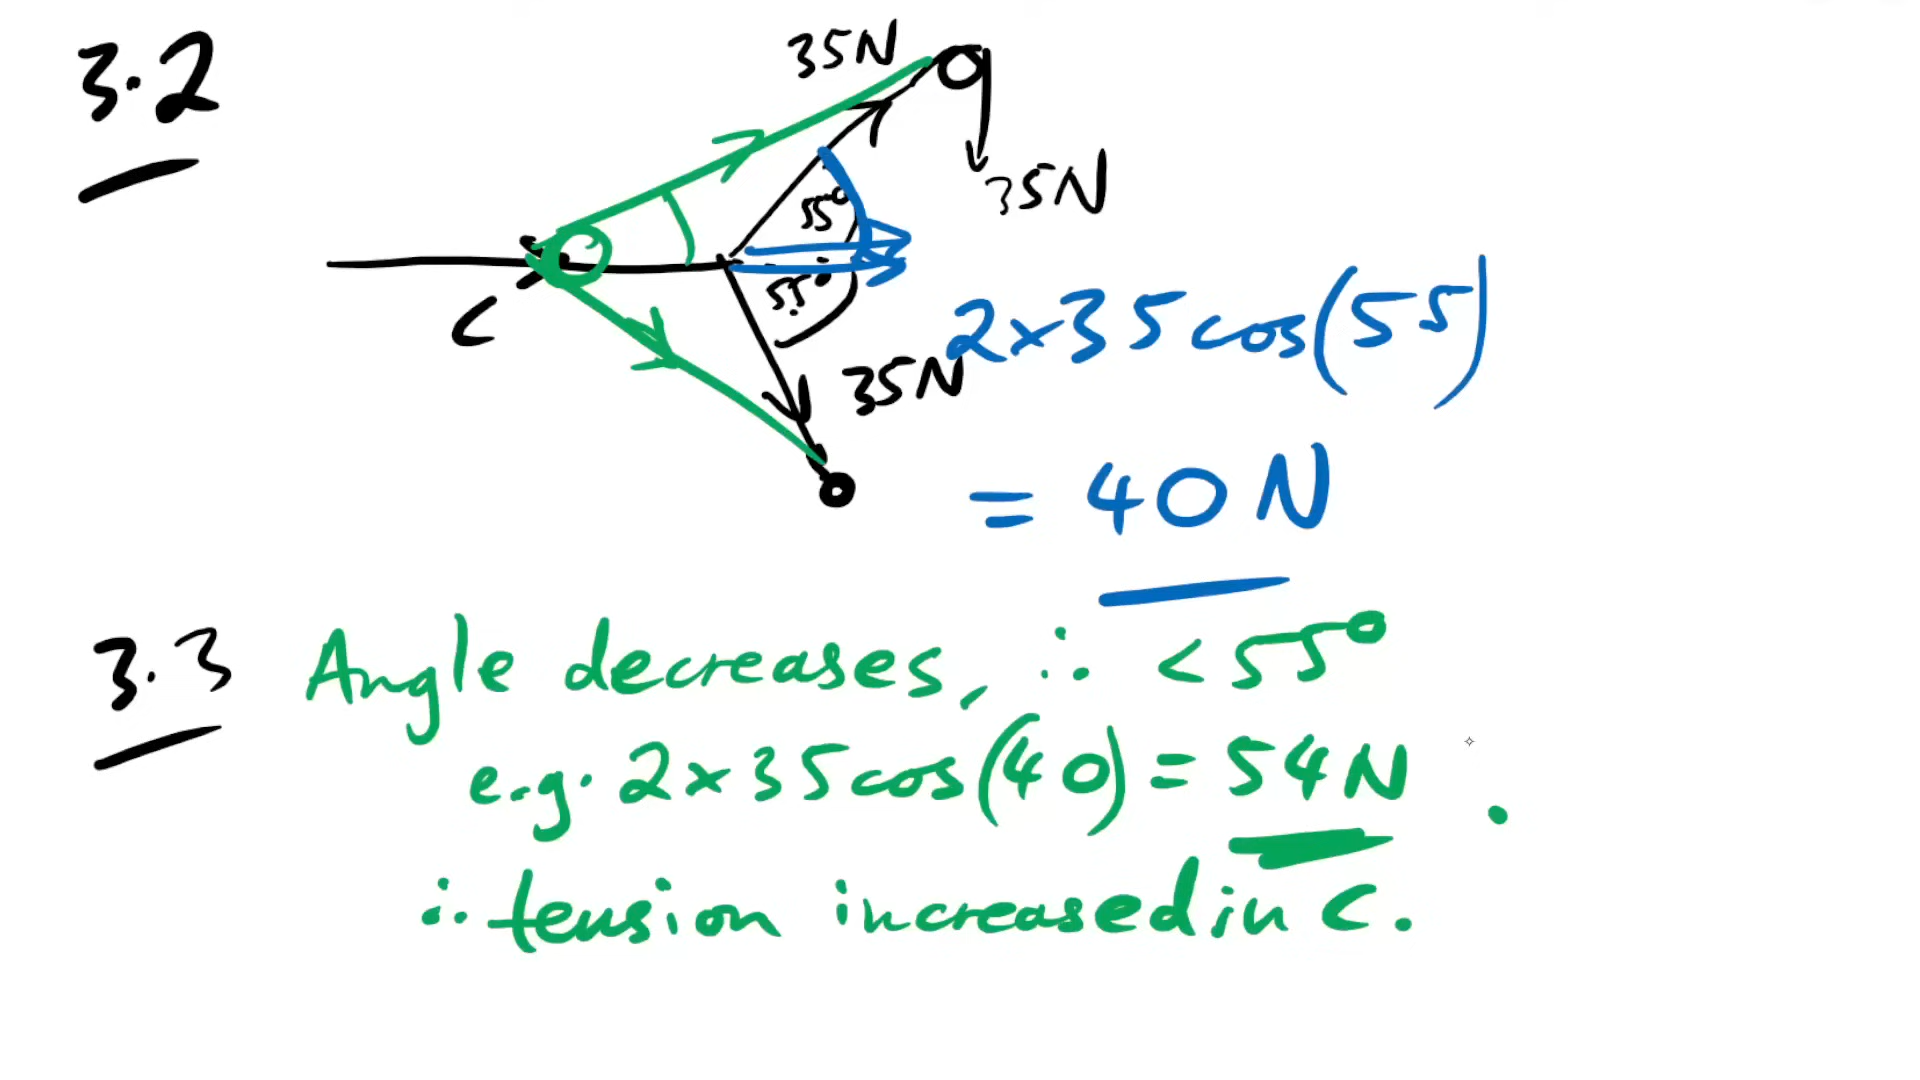 3.2
35N
35N
55°
55°
C
35N
2×35cos(55)
= 40N
3.3 Angle decreases, ∴ <55°
e.g. 2×35cos(40) = 54N
∴ tension increased in C.